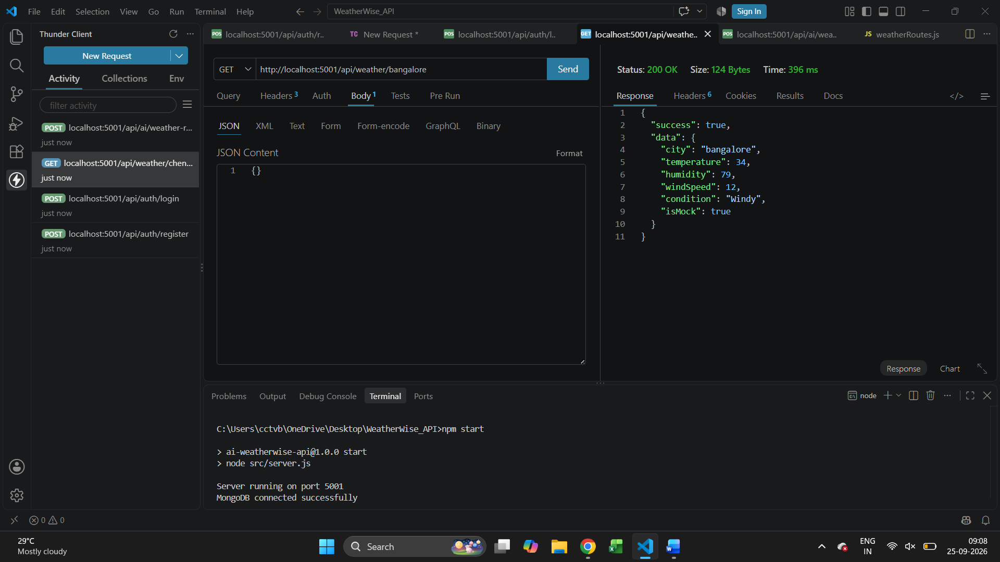 File Edit Selection View Go Run Terminal Help
WeatherWise_API
Sign In
Thunder Client
New Request
Activity Collections Env
filter activity
POST localhost:5001/api/ai/weather-r...
just now
GET localhost:5001/api/weather/chen...
just now
POST localhost:5001/api/auth/login
just now
POST localhost:5001/api/auth/register
just now
POS localhost:5001/api/auth/r..
TC New Request *
POS localhost:5001/api/auth/l..
GET localhost:5001/api/weathe..
POS localhost:5001/api/ai/wea..
JS weatherRoutes.js
GET http://localhost:5001/api/weather/bangalore Send
Query Headers 3 Auth Body 1 Tests Pre Run
JSON XML Text Form Form-encode GraphQL Binary
JSON Content Format
1 {}
Status: 200 OK Size: 124 Bytes Time: 396 ms
Response Headers 6 Cookies Results Docs </>
1 {
2 "success": true,
3 "data": {
4 "city": "bangalore",
5 "temperature": 34,
6 "humidity": 79,
7 "windSpeed": 12,
8 "condition": "Windy",
9 "isMock": true
10 }
11 }
Response Chart
Problems Output Debug Console Terminal Ports
node
C:\Users\cctvb\OneDrive\Desktop\WeatherWise_API>npm start
> ai-weatherwise-api@1.0.0 start
> node src/server.js
Server running on port 5001
MongoDB connected successfully
0 0
29°C
Mostly cloudy
Search
ENG
IN
09:08
25-09-2026